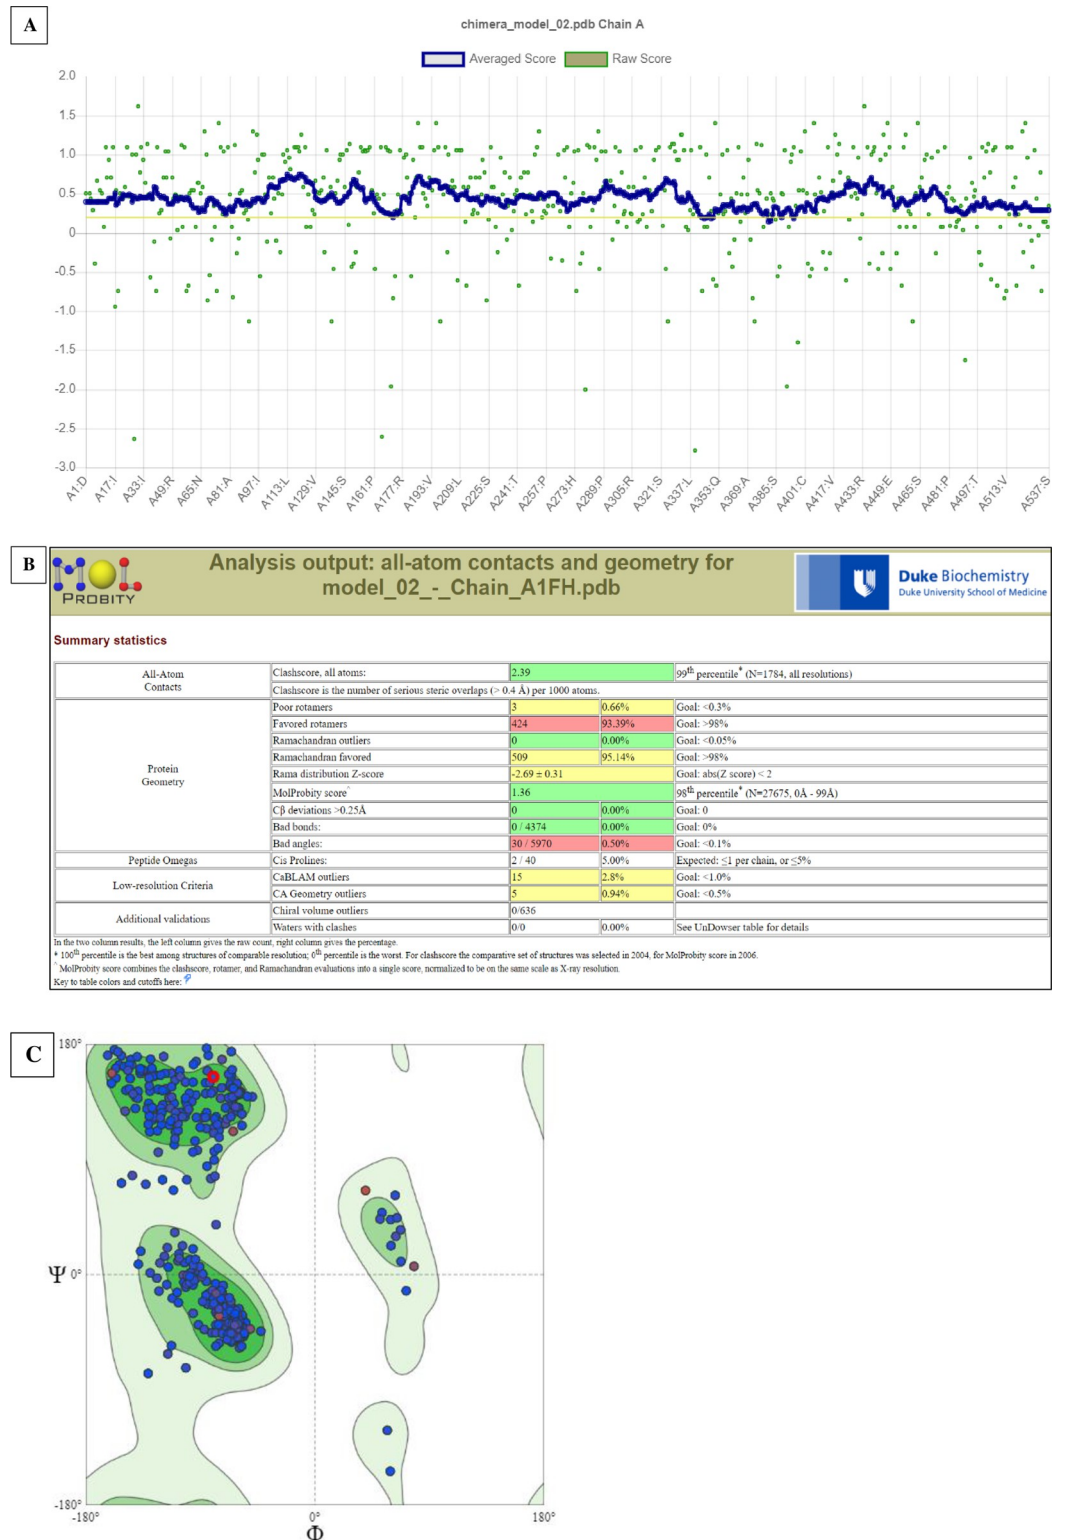 A
chimera_model_02.pdb Chain A
Averaged Score Raw Score
2.0
1.5
1.0
0.5
0
-0.5
-1.0
-1.5
-2.0
-2.5
-3.0
A1:D A17:I A33:I A49:R A65:N A81:A A97:I A113:L A129:V A145:S A161:P A177:R A193:V A209:L A225:S A241:T A257:P A273:H A289:P A305:R A321:S A337:L A353:Q A369:A A385:S A401:C A417:V A433:R A449:E A465:S A481:P A497:T A513:V A537:S
B
MOL
PROBITY
Analysis output: all-atom contacts and geometry for
model_02_-_Chain_A1FH.pdb
Duke Biochemistry
Duke University School of Medicine
Summary statistics
All-Atom Contacts
Clashscore, all atoms: 2.39 99th percentile* (N=1784, all resolutions)
Clashscore is the number of serious steric overlaps (> 0.4 Å) per 1000 atoms.
Protein Geometry
Poor rotamers 3 0.66% Goal: <0.3%
Favored rotamers 424 93.39% Goal: >98%
Ramachandran outliers 0 0.00% Goal: <0.05%
Ramachandran favored 509 95.14% Goal: >98%
Rama distribution Z-score -2.69 ± 0.31 Goal: abs(Z score) < 2
MolProbity score^ 1.36 98th percentile* (N=27675, 0Å - 99Å)
Cβ deviations >0.25Å 0 0.00% Goal: 0
Bad bonds: 0 / 4374 0.00% Goal: 0%
Bad angles: 30 / 5970 0.50% Goal: <0.1%
Peptide Omegas Cis Prolines: 2 / 40 5.00% Expected: ≤1 per chain, or ≤5%
Low-resolution Criteria
CaBLAM outliers 15 2.8% Goal: <1.0%
CA Geometry outliers 5 0.94% Goal: <0.5%
Additional validations
Chiral volume outliers 0/636
Waters with clashes 0/0 0.00% See UnDowser table for details
In the two column results, the left column gives the raw count, right column gives the percentage.
* 100th percentile is the best among structures of comparable resolution; 0th percentile is the worst. For clashscore the comparative set of structures was selected in 2004, for MolProbity score in 2006.
^ MolProbity score combines the clashscore, rotamer, and Ramachandran evaluations into a single score, normalized to be on the same scale as X-ray resolution.
Key to table colors and cutoffs here:
C
180°
Ψ 0°
-180°
-180° 0° 180°
Φ